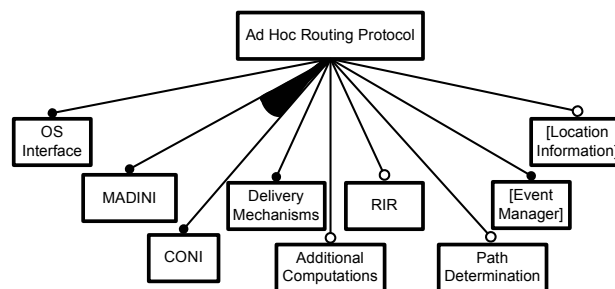 Ad Hoc Routing Protocol
OS
Interface
[Location
Information]
MADINI
Delivery
Mechanisms
RIR
[Event
Manager]
CONI
Additional
Computations
Path
Determination